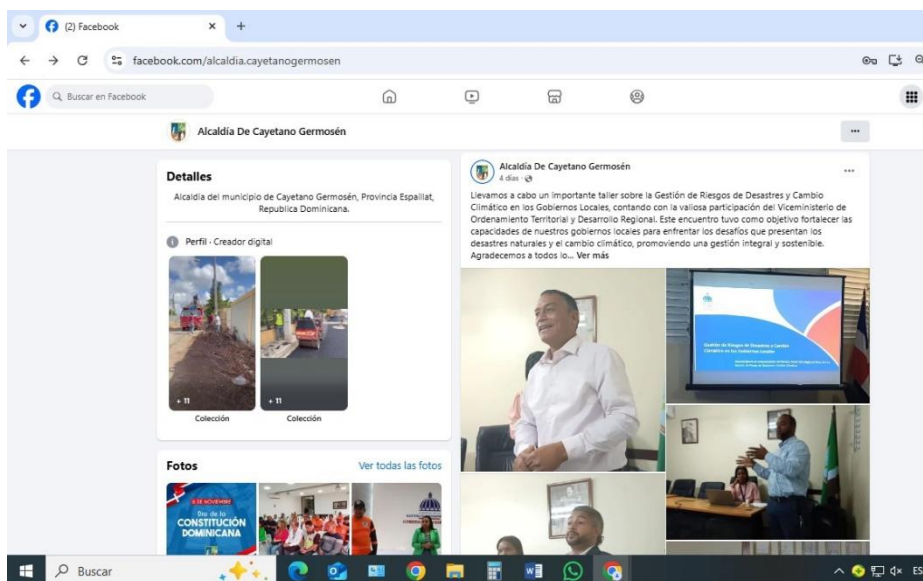 (2) Facebook
facebook.com/alcaldia.cayetanogermosen
Buscar en Facebook
Alcaldía De Cayetano Germosén
Detalles
Alcaldia del municipio de Cayetano Germosén, Provincia Espaillat,
Republica Dominicana.
Perfil · Creador digital
+ 11
+ 11
Colección
Colección
Fotos
Ver todas las fotos
6 DE NOVIEMBRE
Día de la
CONSTITUCIÓN
DOMINICANA
Alcaldía De Cayetano Germosén
4 días
Llevamos a cabo un importante taller sobre la Gestión de Riesgos de Desastres y Cambio
Climático en los Gobiernos Locales, contando con la valiosa participación del Viceministerio de
Ordenamiento Territorial y Desarrollo Regional. Este encuentro tuvo como objetivo fortalecer las
capacidades de nuestros gobiernos locales para enfrentar los desafíos que presentan los
desastres naturales y el cambio climático, promoviendo una gestión integral y sostenible.
Agradecemos a todos lo... Ver más
Gestión de Riesgos de Desastres y Cambio
Climático en los Gobiernos Locales
Buscar
ES